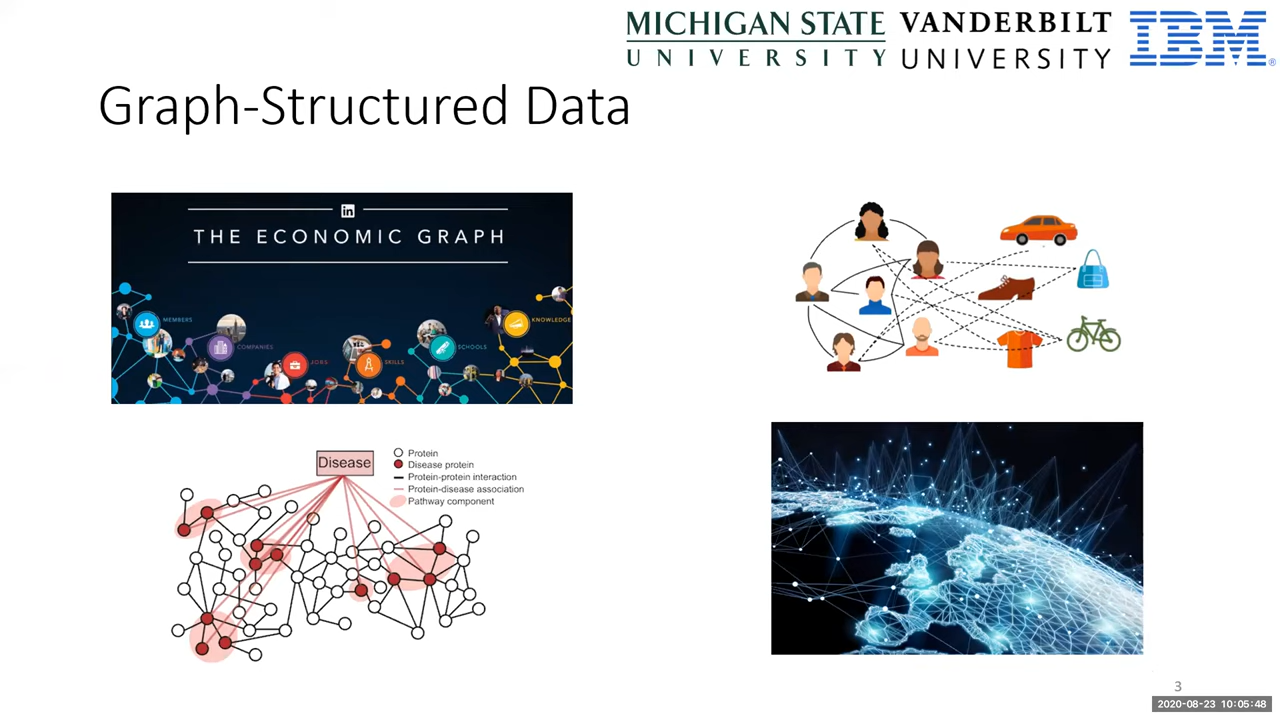 MICHIGAN STATE
UNIVERSITY
VANDERBILT
UNIVERSITY
IBM®
Graph-Structured Data
in
THE ECONOMIC GRAPH
MEMBERS
COMPANIES
JOBS
SKILLS
SCHOOLS
KNOWLEDGE
Disease
Protein
Disease protein
Protein-protein interaction
Protein-disease association
Pathway component
3
2020-08-23 10:05:48